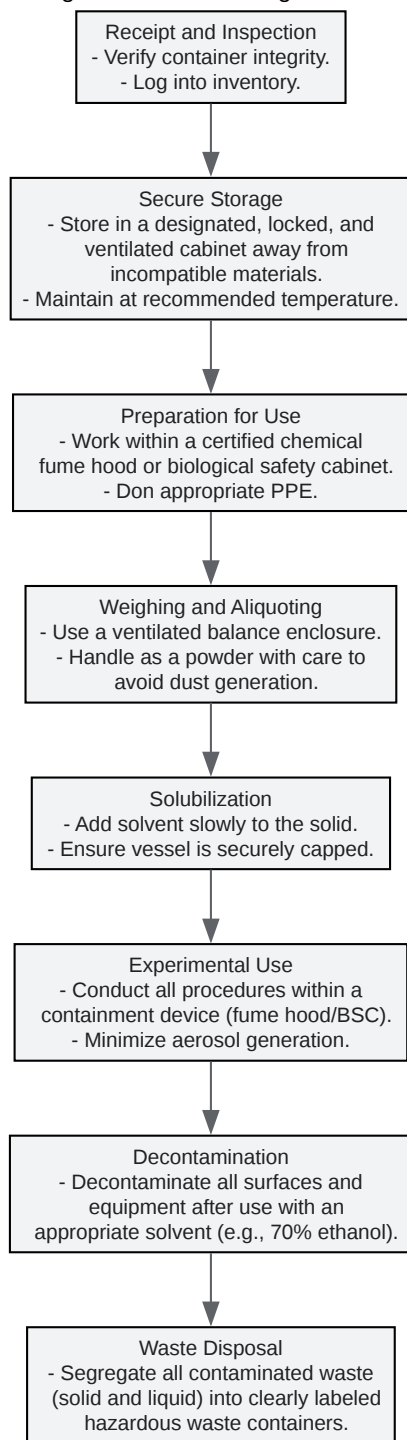 Receipt and Inspection
- Verify container integrity.
- Log into inventory.
Secure Storage
- Store in a designated, locked, and
ventilated cabinet away from
incompatible materials.
- Maintain at recommended temperature.
Preparation for Use
- Work within a certified chemical
fume hood or biological safety cabinet.
- Don appropriate PPE.
Weighing and Aliquoting
- Use a ventilated balance enclosure.
- Handle as a powder with care to
avoid dust generation.
Solubilization
- Add solvent slowly to the solid.
- Ensure vessel is securely capped.
Experimental Use
- Conduct all procedures within a
containment device (fume hood/BSC).
- Minimize aerosol generation.
Decontamination
- Decontaminate all surfaces and
equipment after use with an
appropriate solvent (e.g., 70% ethanol).
Waste Disposal
- Segregate all contaminated waste
(solid and liquid) into clearly labeled
hazardous waste containers.